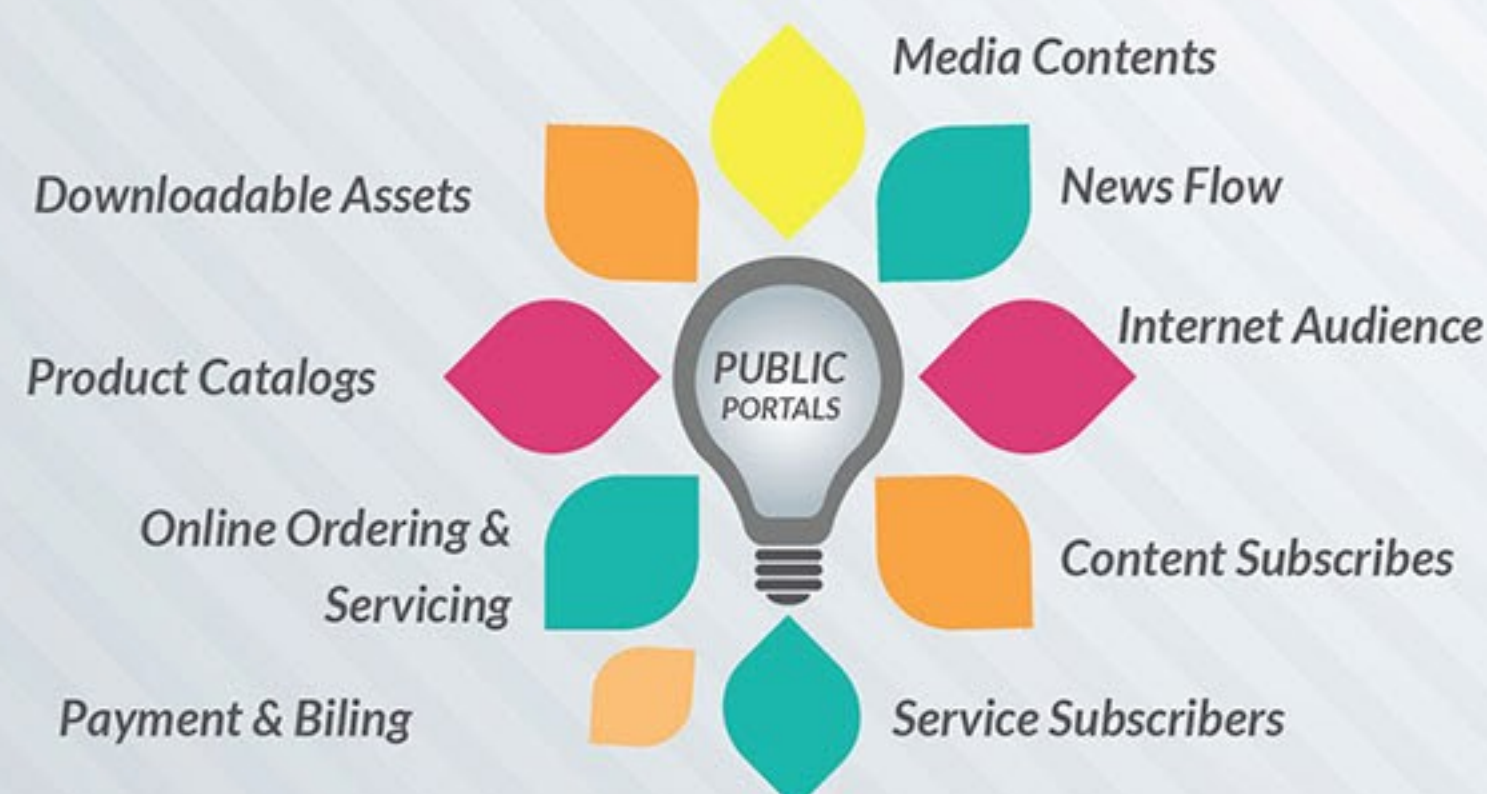 Media Contents
Downloadable Assets
News Flow
Internet Audience
Product Catalogs
PUBLIC
PORTALS
Online Ordering &
Servicing
Content Subscribes
Payment & Biling
Service Subscribers